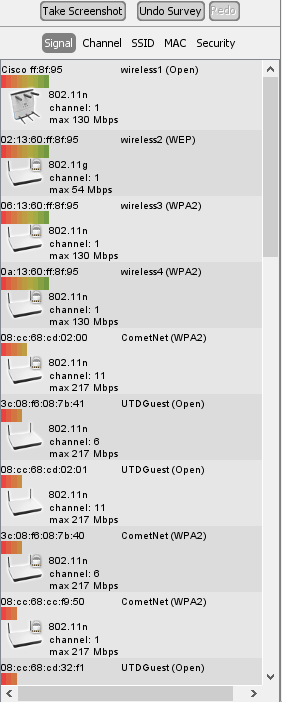 Take Screenshot Undo Survey Redo
Signal Channel SSID MAC Security
Cisco ff:8f:95 wireless1 (Open)
802.11n
channel: 1
max 130 Mbps
02:13:60:ff:8f:95 wireless2 (WEP)
802.11g
channel: 1
max 54 Mbps
06:13:60:ff:8f:95 wireless3 (WPA2)
802.11n
channel: 1
max 130 Mbps
0a:13:60:ff:8f:95 wireless4 (WPA2)
802.11n
channel: 1
max 130 Mbps
08:cc:68:cd:02:00 CometNet (WPA2)
802.11n
channel: 11
max 217 Mbps
3c:08:f6:08:7b:41 UTDGuest (Open)
802.11n
channel: 6
max 217 Mbps
08:cc:68:cd:02:01 UTDGuest (Open)
802.11n
channel: 11
max 217 Mbps
3c:08:f6:08:7b:40 CometNet (WPA2)
802.11n
channel: 6
max 217 Mbps
08:cc:68:cc:f9:50 CometNet (WPA2)
802.11n
channel: 1
max 217 Mbps
08:cc:68:cd:32:f1 UTDGuest (Open)